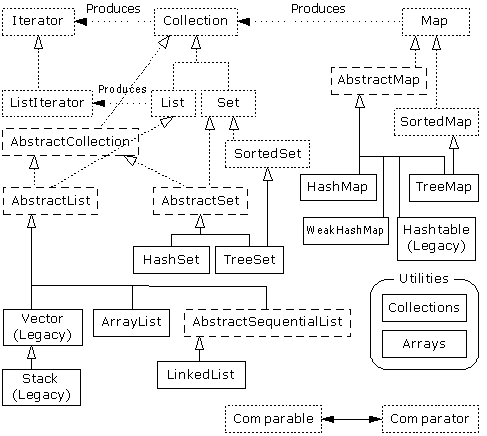 Produces
Produces
Iterator
Collection
Map
AbstractMap
Produces
ListIterator
List
Set
SortedMap
AbstractCollection
SortedSet
HashMap
TreeMap
AbstractList
AbstractSet
WeakHashMap
Hashtable
(Legacy)
HashSet
TreeSet
Utilities
Collections
Vector
(Legacy)
ArrayList
AbstractSequentialList
Arrays
Stack
(Legacy)
LinkedList
Comparable
Comparator